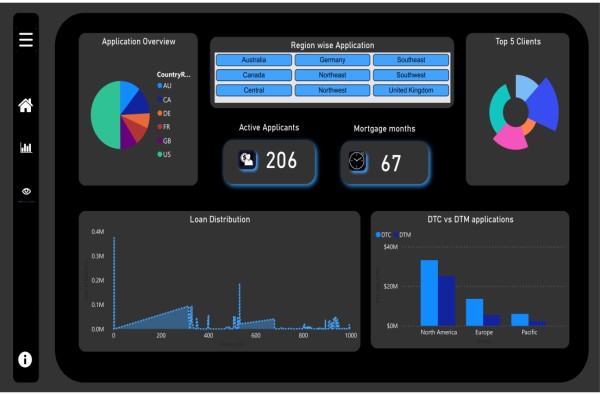 Application Overview
CountryR...
AU
CA
DE
FR
GB
US
Region wise Application
Australia Germany Southeast
Canada Northeast Southwest
Central Northwest United Kingdom
Top 5 Clients
Active Applicants
206
Mortgage months
67
Loan Distribution
0.4M
0.3M
0.2M
0.1M
0.0M
0 200 400 600 800 1000
DTC vs DTM applications
DTC DTM
$40M
$20M
$0M
North America Europe Pacific